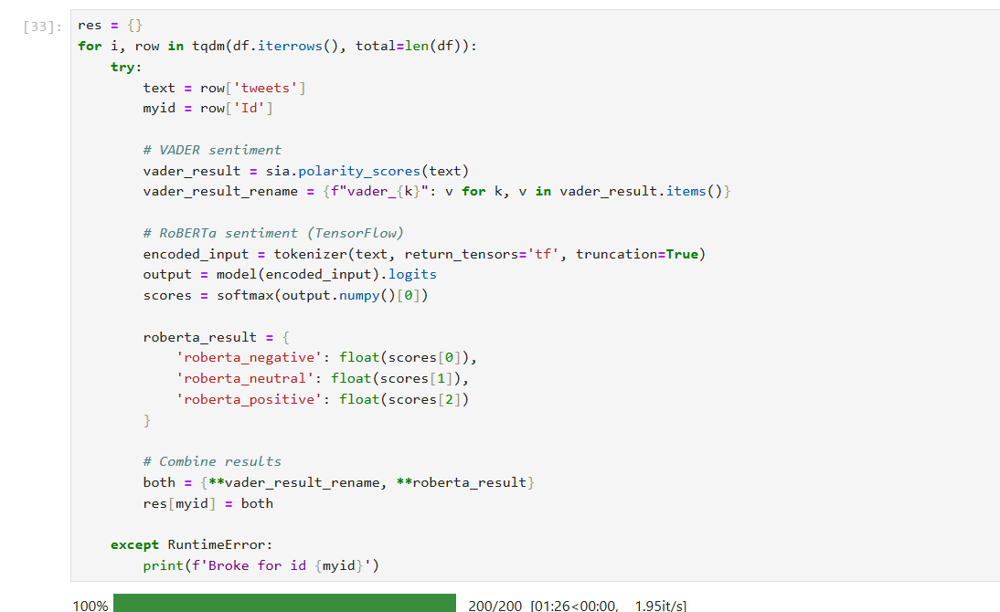 [33]:
res = {}
for i, row in tqdm(df.iterrows(), total=len(df)):
    try:
        text = row['tweets']
        myid = row['Id']

        # VADER sentiment
        vader_result = sia.polarity_scores(text)
        vader_result_rename = {f"vader_{k}": v for k, v in vader_result.items()}

        # RoBERTa sentiment (TensorFlow)
        encoded_input = tokenizer(text, return_tensors='tf', truncation=True)
        output = model(encoded_input).logits
        scores = softmax(output.numpy()[0])

        roberta_result = {
            'roberta_negative': float(scores[0]),
            'roberta_neutral': float(scores[1]),
            'roberta_positive': float(scores[2])
        }

        # Combine results
        both = {**vader_result_rename, **roberta_result}
        res[myid] = both

    except RuntimeError:
        print(f'Broke for id {myid}')
100% 200/200 [01:26<00:00, 1.95it/s]